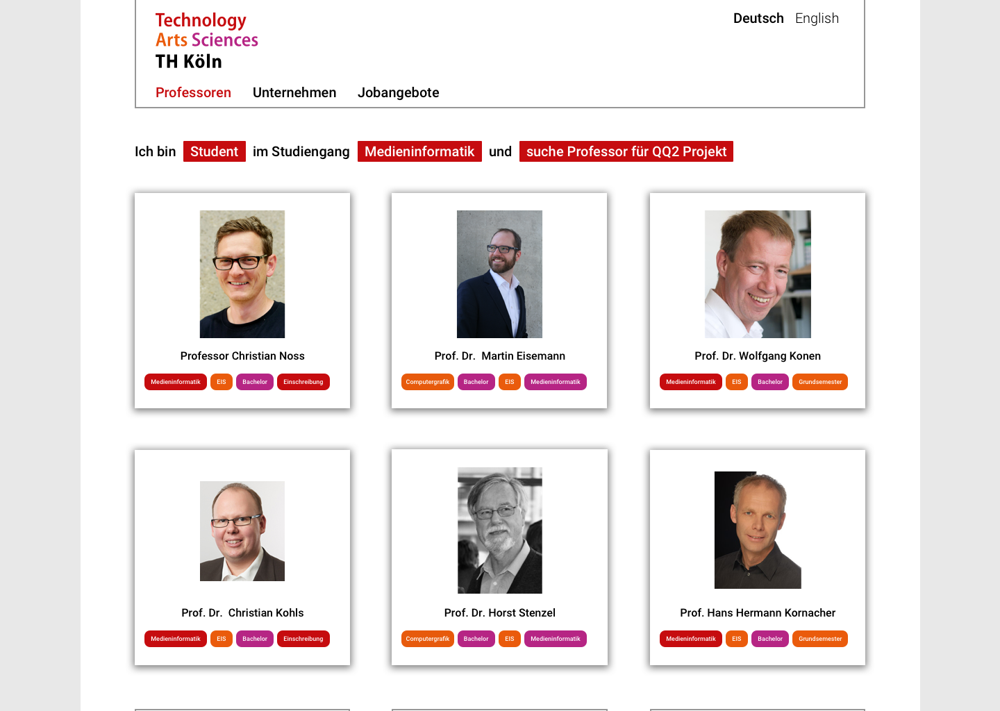 Technology
Arts Sciences
TH Köln
Deutsch English
Professoren Unternehmen Jobangebote
Ich bin Student im Studiengang Medieninformatik und suche Professor für QQ2 Projekt
Professor Christian Noss
Medieninformatik EIS Bachelor Einschreibung
Prof. Dr. Martin Eisemann
Computergrafik Bachelor EIS Medieninformatik
Prof. Dr. Wolfgang Konen
Medieninformatik EIS Bachelor Grundsemester
Prof. Dr. Christian Kohls
Medieninformatik EIS Bachelor Einschreibung
Prof. Dr. Horst Stenzel
Computergrafik Bachelor EIS Medieninformatik
Prof. Hans Hermann Kornacher
Medieninformatik EIS Bachelor Grundsemester